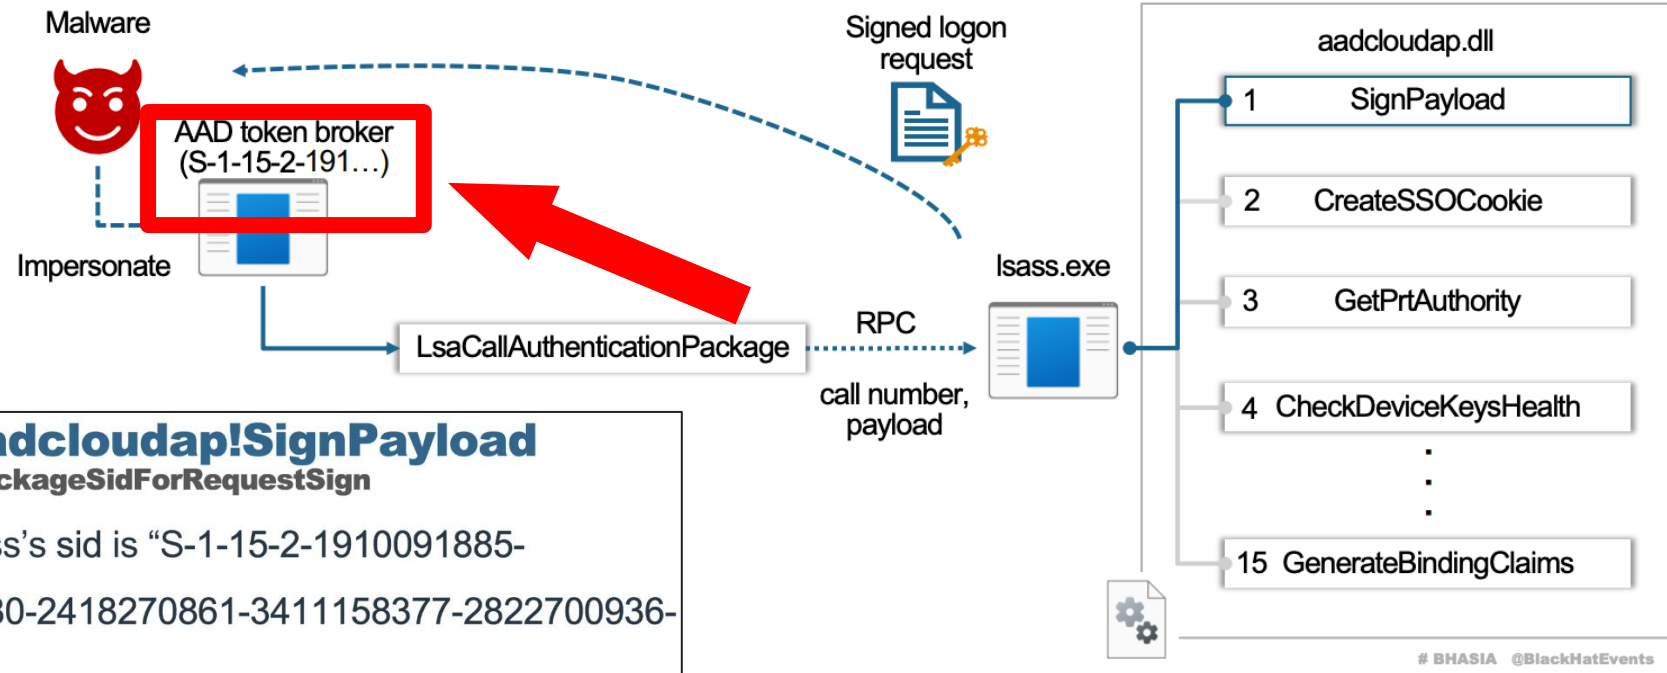 Malware
AAD token broker
(S-1-15-2-191...)
Impersonate
LsaCallAuthenticationPackage
RPC
call number,
payload
Signed logon
request
lsass.exe
aadcloudap.dll
1 SignPayload
2 CreateSSOCookie
3 GetPrtAuthority
4 CheckDeviceKeysHealth
15 GenerateBindingClaims
adcloudap!SignPayload
ckageSidForRequestSign
ss's sid is “S-1-15-2-1910091885-
30-2418270861-3411158377-2822700936-
# BHASIA @BlackHatEvents